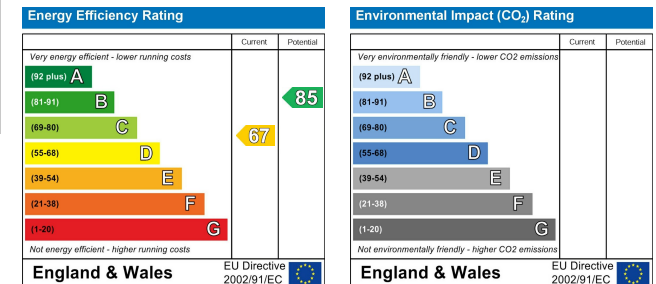 Energy Efficiency Rating
Current Potential
Very energy efficient - lower running costs
(92 plus) A
(81-91) B
(69-80) C
(55-68) D
(39-54) E
(21-38) F
(1-20) G
67
85
Not energy efficient - higher running costs
England & Wales
EU Directive
2002/91/EC
Environmental Impact (CO2) Rating
Current Potential
Very environmentally friendly - lower CO2 emissions
(92 plus) A
(81-91) B
(69-80) C
(55-68) D
(39-54) E
(21-38) F
(1-20) G
Not environmentally friendly - higher CO2 emissions
England & Wales
EU Directive
2002/91/EC